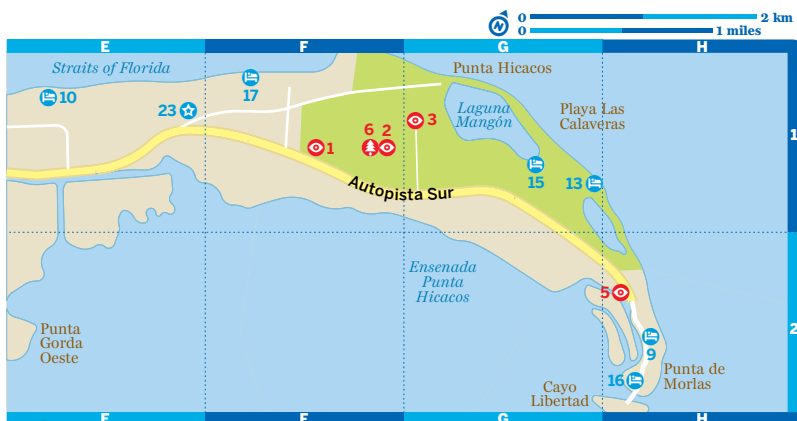 0
2 km
0
1 miles
E
F
G
H
Straits of Florida
Punta Hicacos
17
10
23
Laguna
Mangón
Playa Las
Calaveras
3
1
6
2
1
15
13
Autopista Sur
Ensenada
Punta
Hicacos
5
Punta
Gorda
Oeste
2
9
Punta de
Morlas
16
Cayo
Libertad
E
F
G
H